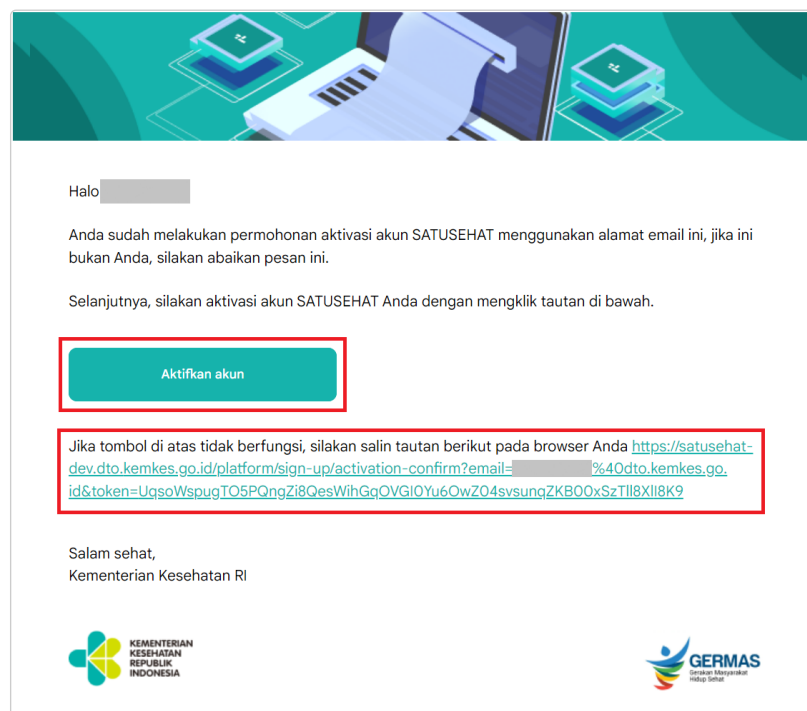 Halo
Anda sudah melakukan permohonan aktivasi akun SATUSEHAT menggunakan alamat email ini, jika ini
bukan Anda, silakan abaikan pesan ini.
Selanjutnya, silakan aktivasi akun SATUSEHAT Anda dengan mengklik tautan di bawah.
Aktifkan akun
Jika tombol di atas tidak berfungsi, silakan salin tautan berikut pada browser Anda https://satusehat-
dev.dto.kemkes.go.id/platform/sign-up/activation-confirm?email= %40dto.kemkes.go.
id&token=UqsoWspugTO5PQngZi8QesWihGqOVGI0Yu6OwZ04svsunqZKB0OxSzTll8XlI8K9
Salam sehat,
Kementerian Kesehatan RI
KEMENTERIAN
KESEHATAN
REPUBLIK
INDONESIA
GERMAS
Gerakan Masyarakat
Hidup Sehat